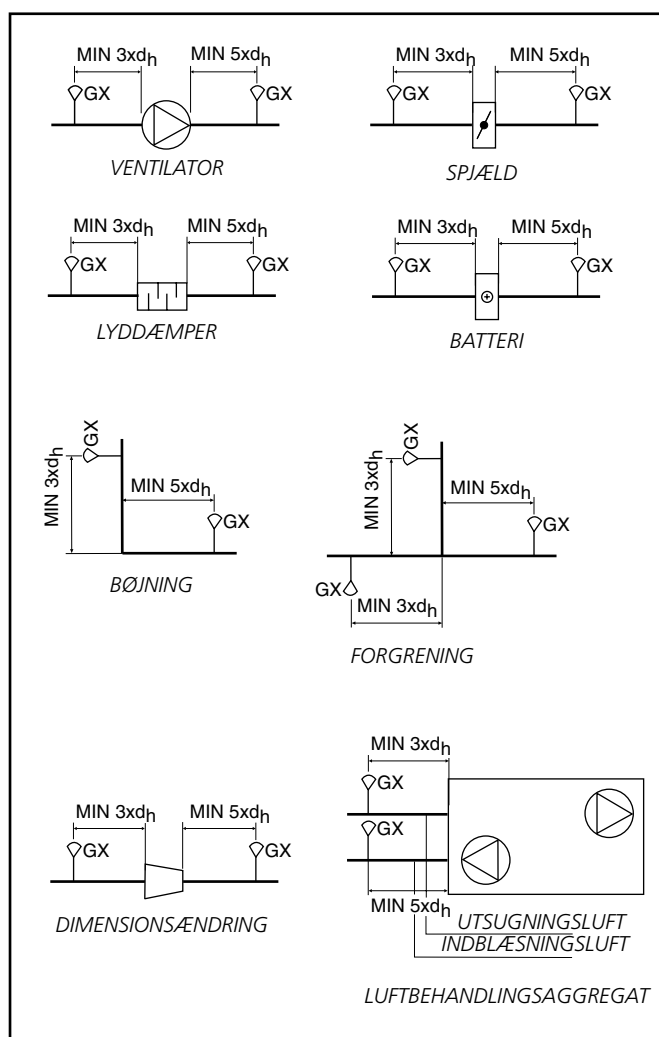 MIN 3xdh MIN 5xdh
GX GX
VENTILATOR
MIN 3xdh MIN 5xdh
GX GX
SPJÆLD
MIN 3xdh MIN 5xdh
GX GX
LYDDÆMPER
MIN 3xdh MIN 5xdh
GX GX
BATTERI
GX
MIN 3xdh
MIN 5xdh
GX
BØJNING
GX
MIN 3xdh
MIN 5xdh
GX
GX
MIN 3xdh
FORGRENING
MIN 3xdh MIN 5xdh
GX GX
DIMENSIONSÆNDRING
MIN 3xdh
GX
GX
MIN 5xdh
UTSUGNINGSLUFT
INDBLÆSNINGSLUFT
LUFTBEHANDLINGSAGGREGAT